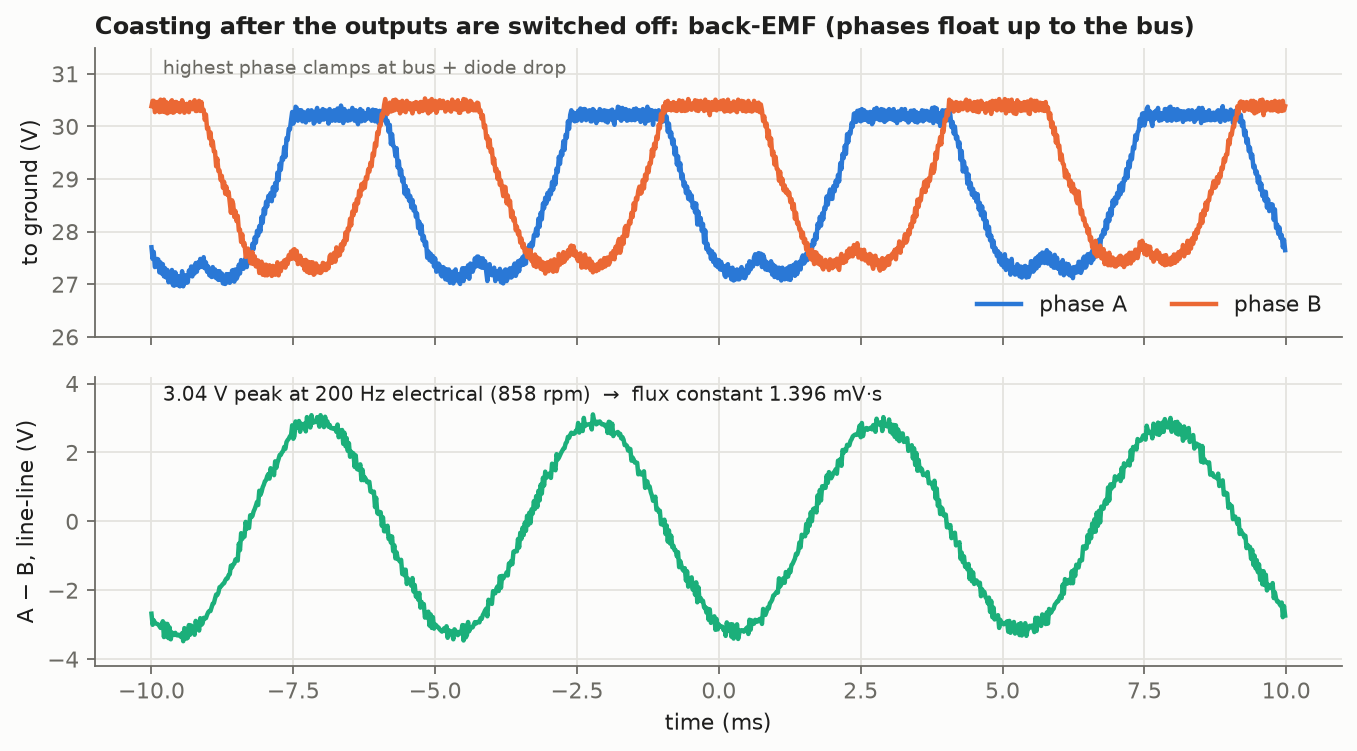 Coasting after the outputs are switched off: back-EMF (phases float up to the bus)
highest phase clamps at bus + diode drop
31
30
29
28
27
26
to ground (V)
phase A
phase B
3.04 V peak at 200 Hz electrical (858 rpm) → flux constant 1.396 mV·s
4
2
0
−2
−4
A − B, line-line (V)
−10.0
−7.5
−5.0
−2.5
0.0
2.5
5.0
7.5
10.0
time (ms)